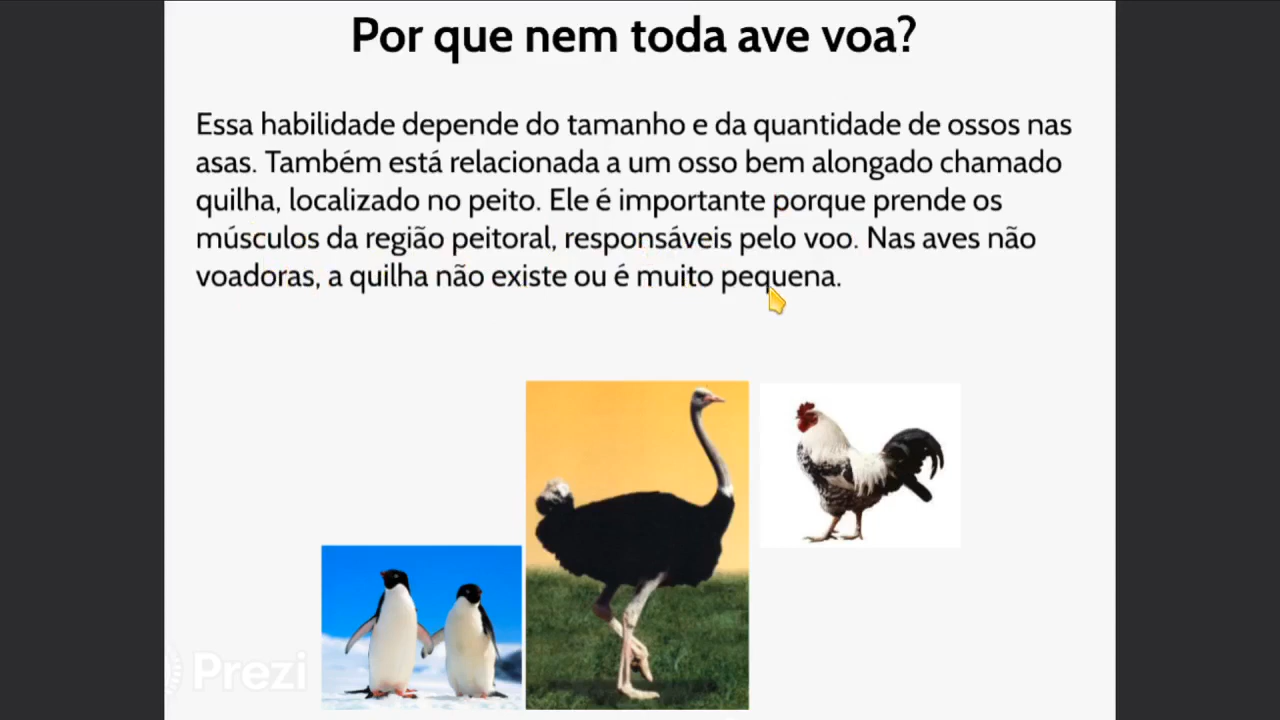 Por que nem toda ave voa?
Essa habilidade depende do tamanho e da quantidade de ossos nas
asas. Também está relacionada a um osso bem alongado chamado
quilha, localizado no peito. Ele é importante porque prende os
músculos da região peitoral, responsáveis pelo voo. Nas aves não
voadoras, a quilha não existe ou é muito pequena.
Prezi